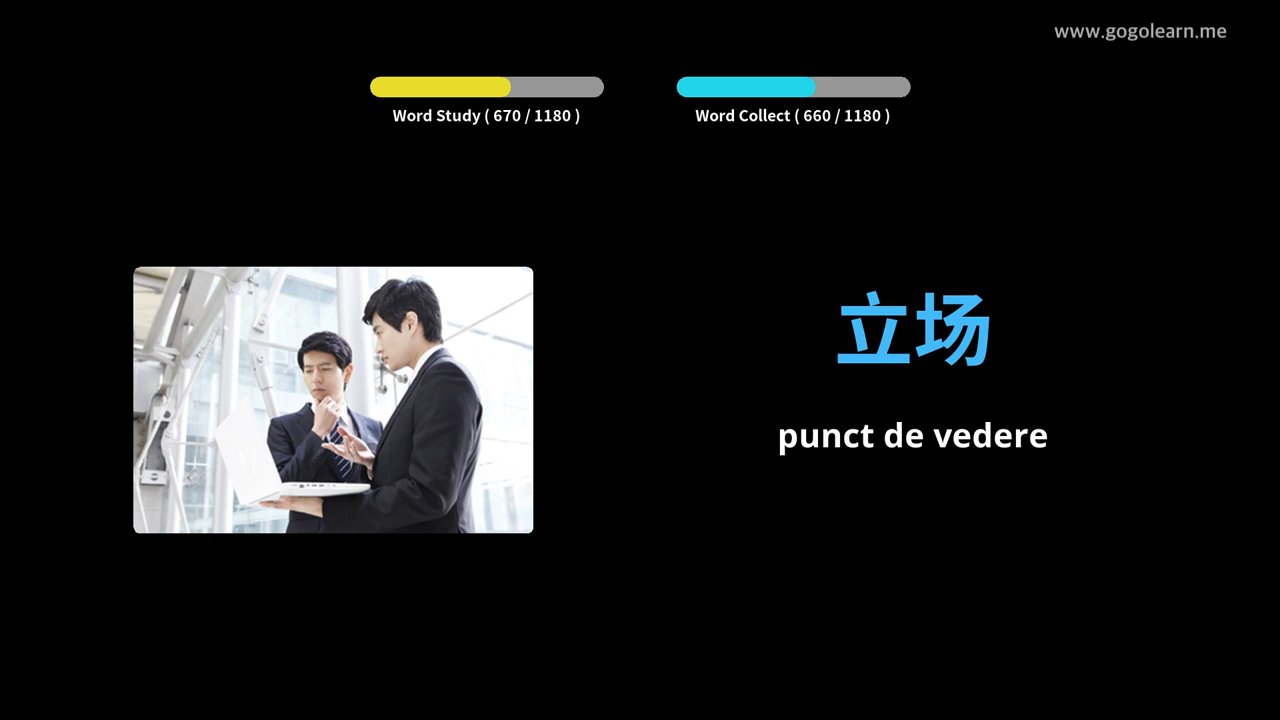 www.gogolearn.me
Word Study ( 670 / 1180 )
Word Collect ( 660 / 1180 )
立场
punct de vedere